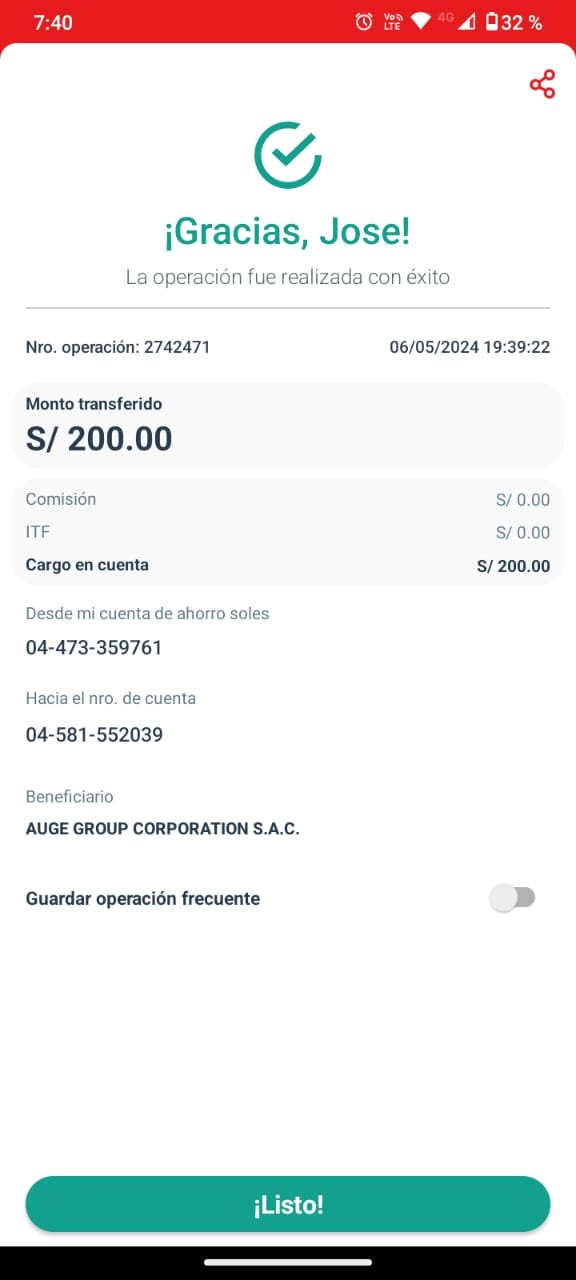 7:40 Vo LTE 4G 32 %
¡Gracias, Jose!
La operación fue realizada con éxito
Nro. operación: 2742471 06/05/2024 19:39:22
Monto transferido
S/ 200.00
Comisión S/ 0.00
ITF S/ 0.00
Cargo en cuenta S/ 200.00
Desde mi cuenta de ahorro soles
04-473-359761
Hacia el nro. de cuenta
04-581-552039
Beneficiario
AUGE GROUP CORPORATION S.A.C.
Guardar operación frecuente
¡Listo!